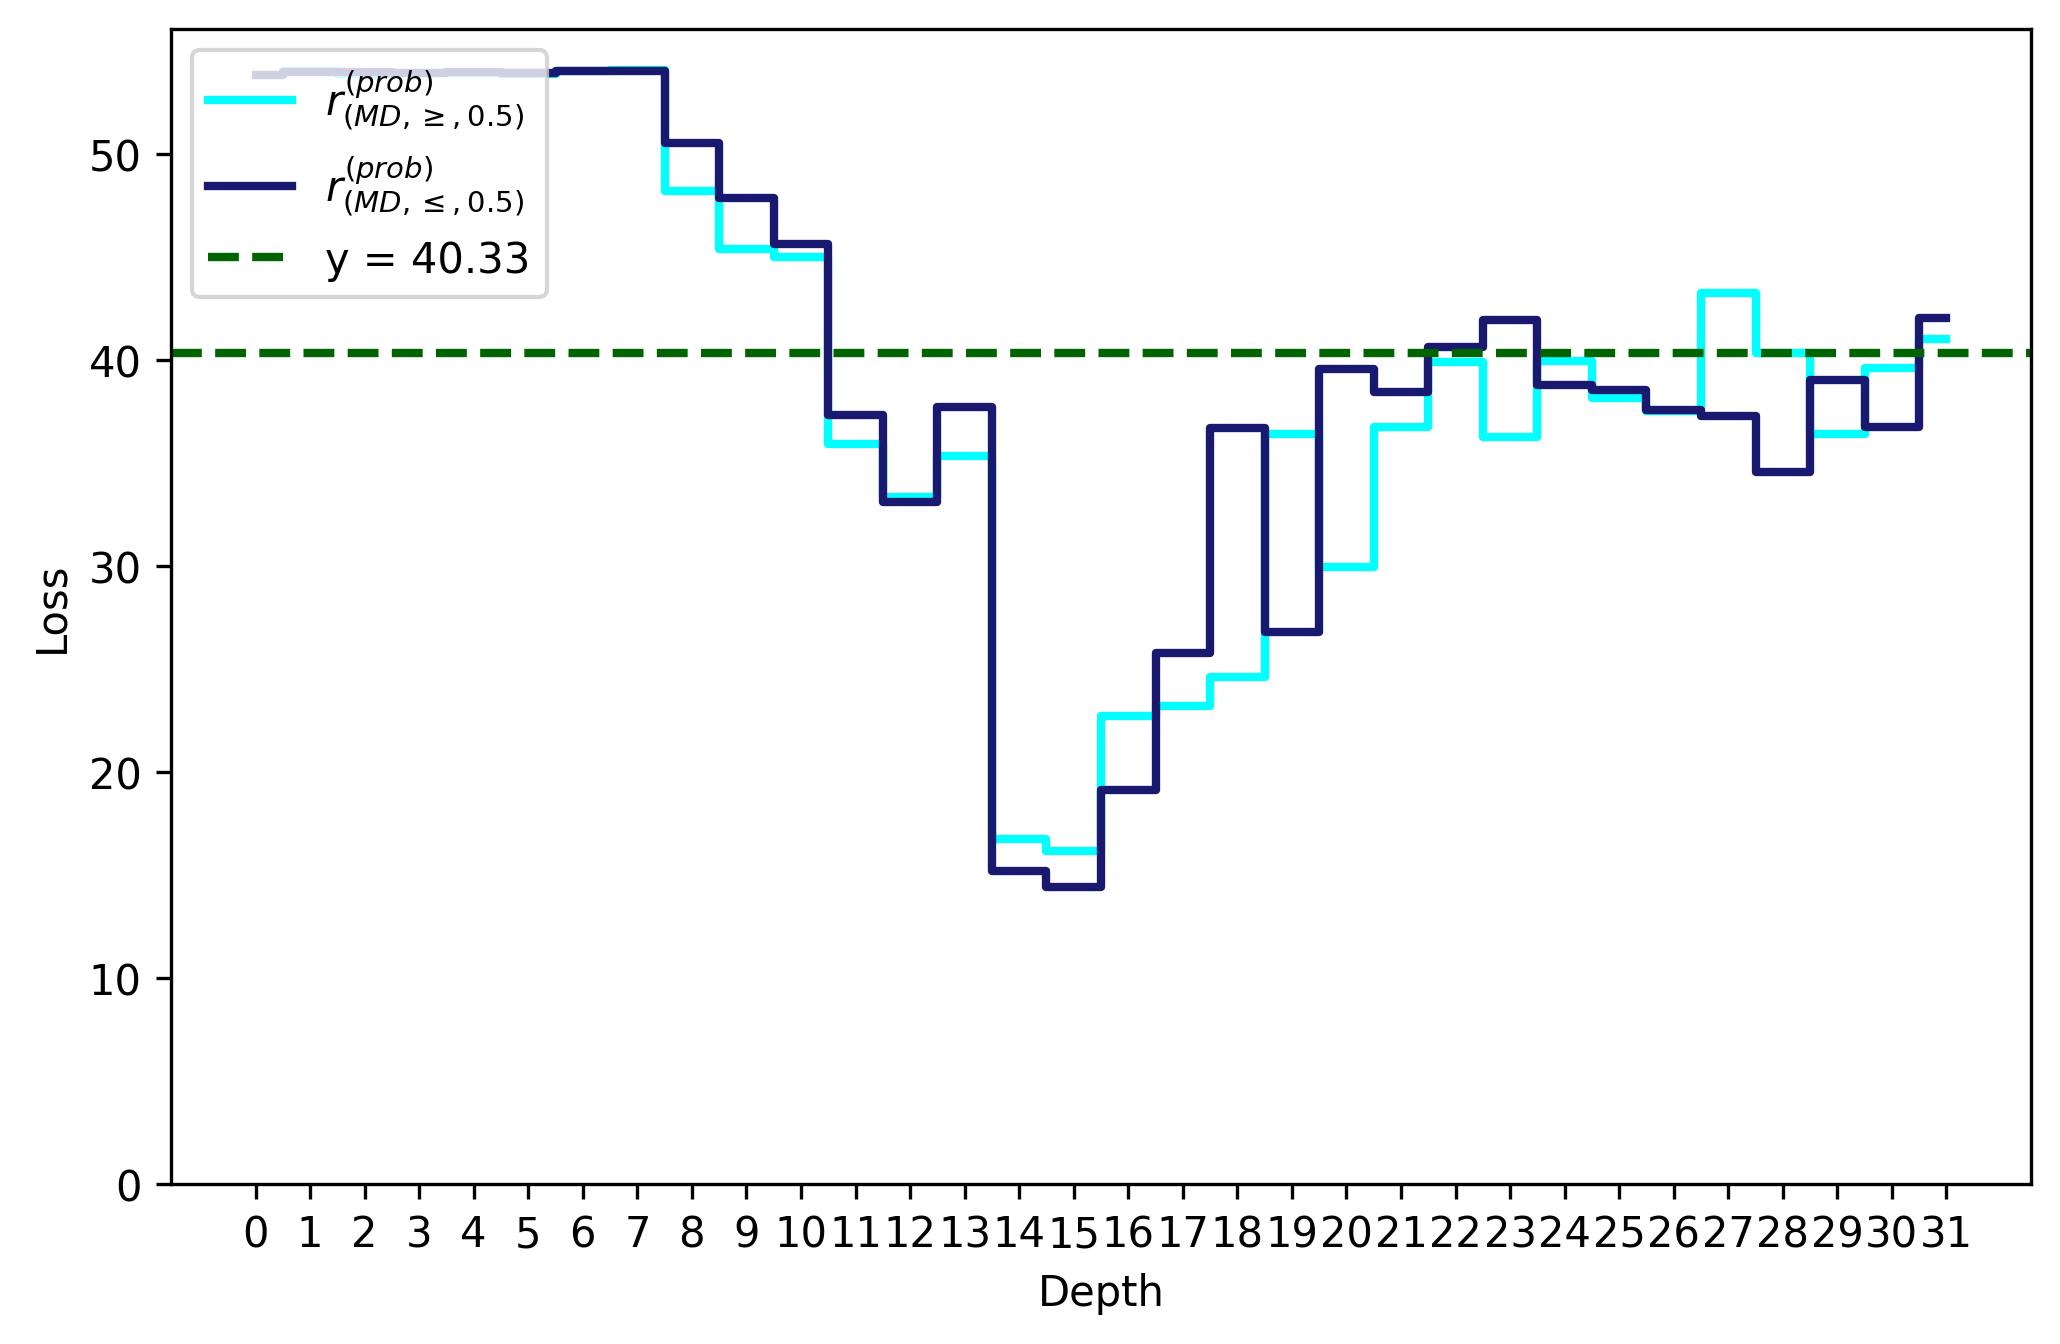 r^{(prob)}_{(MD, ≥, 0.5)}
r^{(prob)}_{(MD, ≤, 0.5)}
y = 40.33
50
40
30
20
10
0
Loss
0 1 2 3 4 5 6 7 8 9 10 11 12 13 14 15 16 17 18 19 20 21 22 23 24 25 26 27 28 29 30 31
Depth